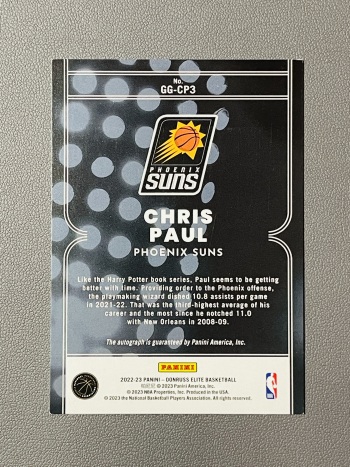 No.
GG-CP3
PHOENIX
SUNS
CHRIS
PAUL
PHOENIX SUNS
Like the Harry Potter book series, Paul seems to be getting
better with time. Providing order to the Phoenix offense,
the playmaking wizard dished 10.8 assists per game
in 2021-22. That was the third-highest average of his
career and the most since he notched 11.0
with New Orleans in 2008-09.
The autograph is guaranteed by Panini America, Inc.
PANINI
2022-23 PANINI – DONRUSS ELITE BASKETBALL
© 2023 Panini America, Inc.
© 2023 NBA Properties, Inc. Produced in the USA.
© 2023 the National Basketball Players Association. All rights reserved.